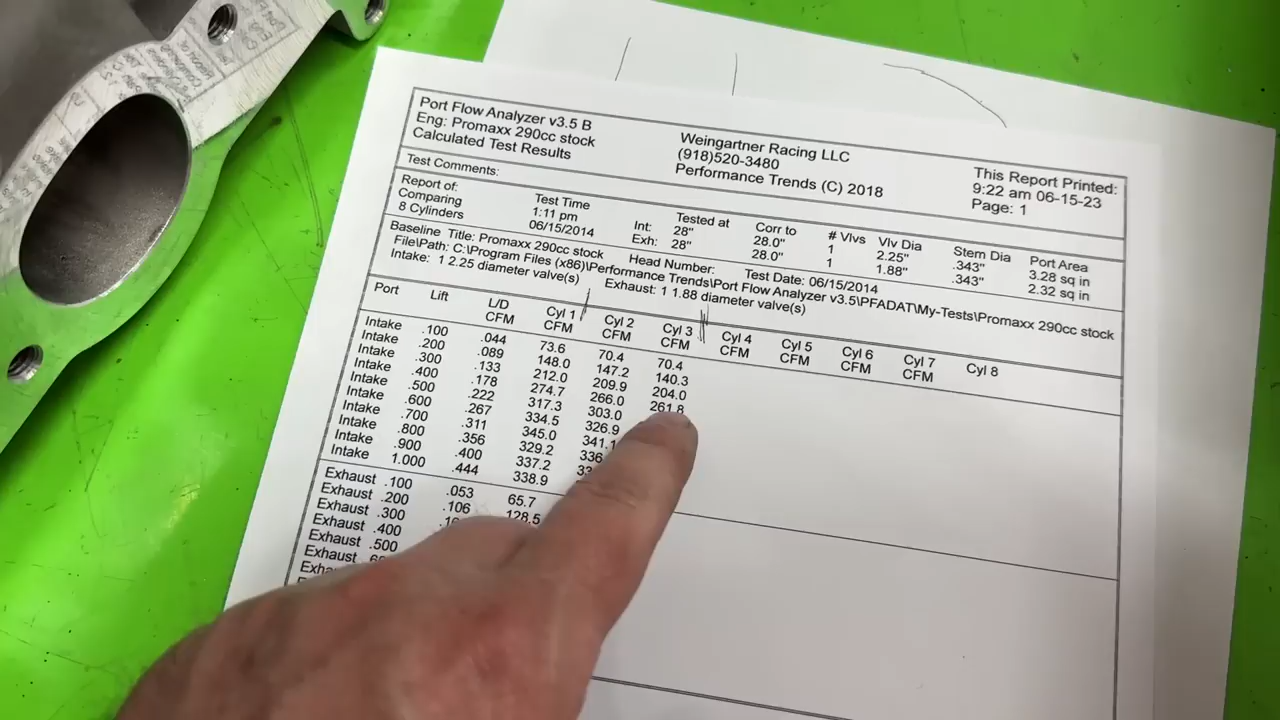 Port Flow Analyzer v3.5 B
Eng: Promaxx 290cc stock
Calculated Test Results
Weingartner Racing LLC
(918)520-3480
Performance Trends (C) 2018
This Report Printed:
9:22 am 06-15-23
Page: 1
Test Comments:
Report of:
Comparing
8 Cylinders
Test Time
1:11 pm
06/15/2014
Tested at Corr to # Vlvs Vlv Dia Stem Dia Port Area
Int: 28" 28.0" 1 2.25" .343" 3.28 sq in
Exh: 28" 28.0" 1 1.88" .343" 2.32 sq in
Baseline Title: Promaxx 290cc stock Head Number: Test Date: 06/15/2014
File\Path: C:\Program Files (x86)\Performance Trends\Port Flow Analyzer v3.5\PFADAT\My-Tests\Promaxx 290cc stock
Intake: 1 2.25 diameter valve(s) Exhaust: 1 1.88 diameter valve(s)
Port Lift L/D Cyl 1 Cyl 2 Cyl 3 Cyl 4 Cyl 5 Cyl 6 Cyl 7 Cyl 8
CFM CFM CFM CFM CFM CFM CFM CFM
Intake .100 .044 73.6 70.4 70.4
Intake .200 .089 148.0 147.2 140.3
Intake .300 .133 212.0 209.9 204.0
Intake .400 .178 274.7 266.0 261.8
Intake .500 .222 317.3 303.0
Intake .600 .267 334.5 326.9
Intake .700 .311 345.0 341.1
Intake .800 .356 329.2
Intake .900 .400 337.2
Intake 1.000 .444 338.9
Exhaust .100 .053 65.7
Exhaust .200 .106 128.5
Exhaust .300
Exhaust .400
Exhaust .500
Exhaust